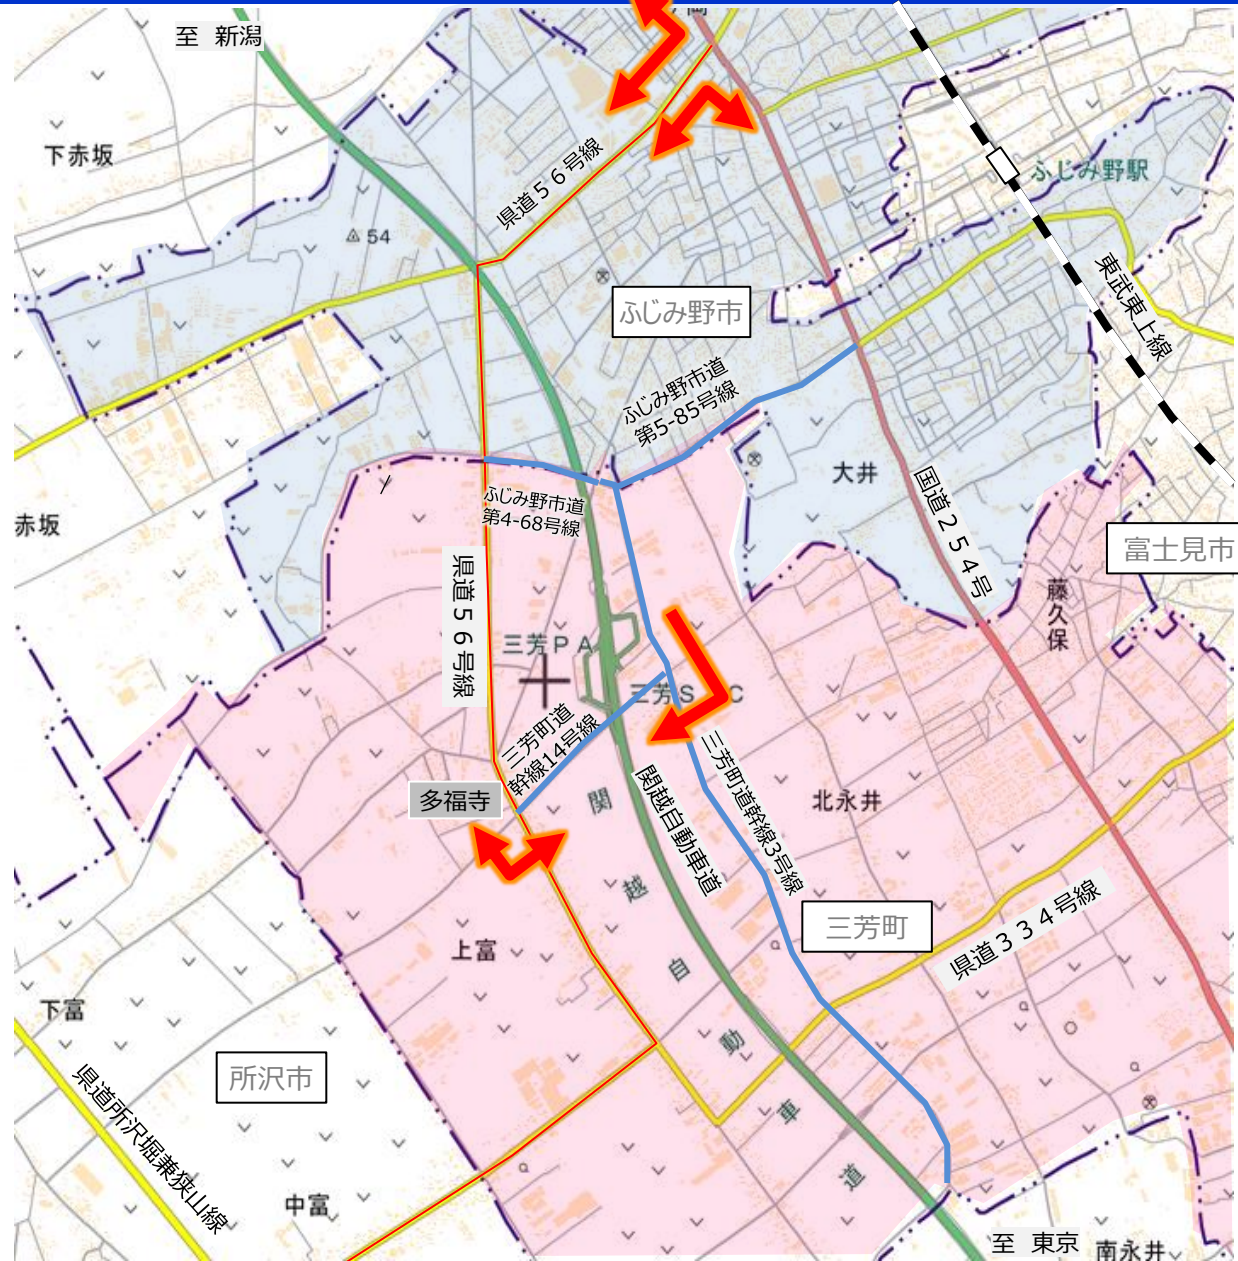 至 新潟
下赤坂
県道５６号線
54
ふじみ野駅
東武東上線
ふじみ野市
ふじみ野市道
第5-85号線
大井
国道２５４号
赤坂
ふじみ野市道
第4-68号線
富士見市
県道５６号線
藤久保
三芳ＰＡ
三芳Ｓ Ｃ
三芳町道
幹線14号線
多福寺
関越自動車道
三芳町道幹線3号線
北永井
関越自動車道
三芳町
県道３３４号線
上富
下富
所沢市
県道所沢堀兼狭山線
中富
至 東京
南永井